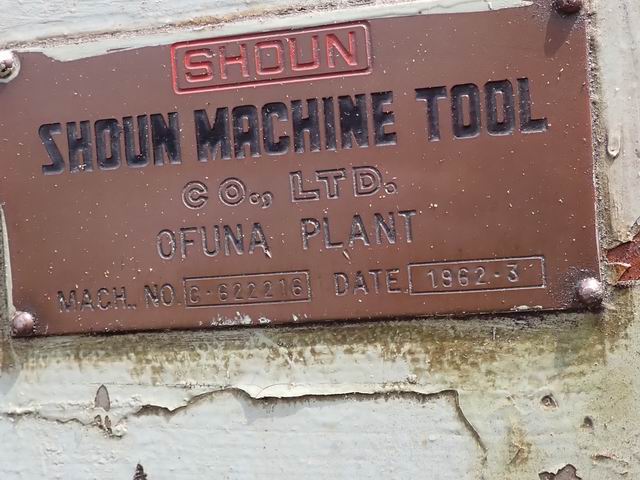 SHOUN
SHOUN MACHINE TOOL
CO., LTD.
OFUNA PLANT
MACH. NO. C-622216 DATE 1962-3